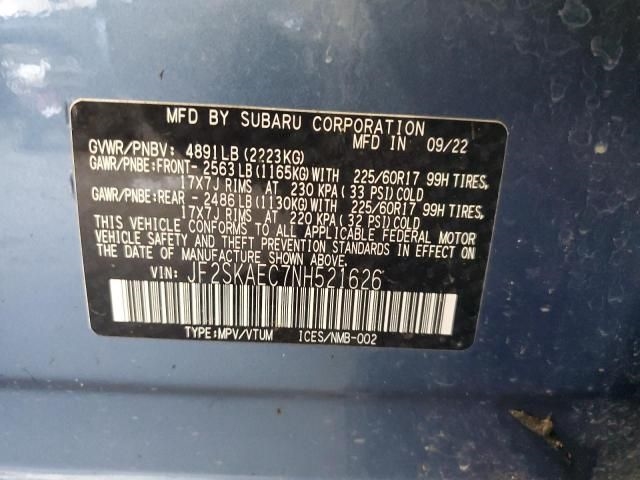 MFD BY SUBARU CORPORATION
MFD IN 09/22
GVWR/PNBV: 4891LB(2223KG)
GAWR/PNBE:FRONT- 2563LB(1165KG)WITH 225/60R17 99H TIRES,
17X7J RIMS AT 230 KPA(33 PSI)COLD
GAWR/PNBE:REAR - 2486LB(1130KG)WITH 225/60R17 99H TIRES,
17X7J RIMS AT 220 KPA(32 PSI)COLD
THIS VEHICLE CONFORMS TO ALL APPLICABLE FEDERAL MOTOR
VEHICLE SAFETY AND THEFT PREVENTION STANDARDS IN EFFECT ON
THE DATE OF MANUFACTURE SHOWN ABOVE.
VIN: JF2SKAEC7NH521626
TYPE:MPV/VTUM ICES/NMB-002